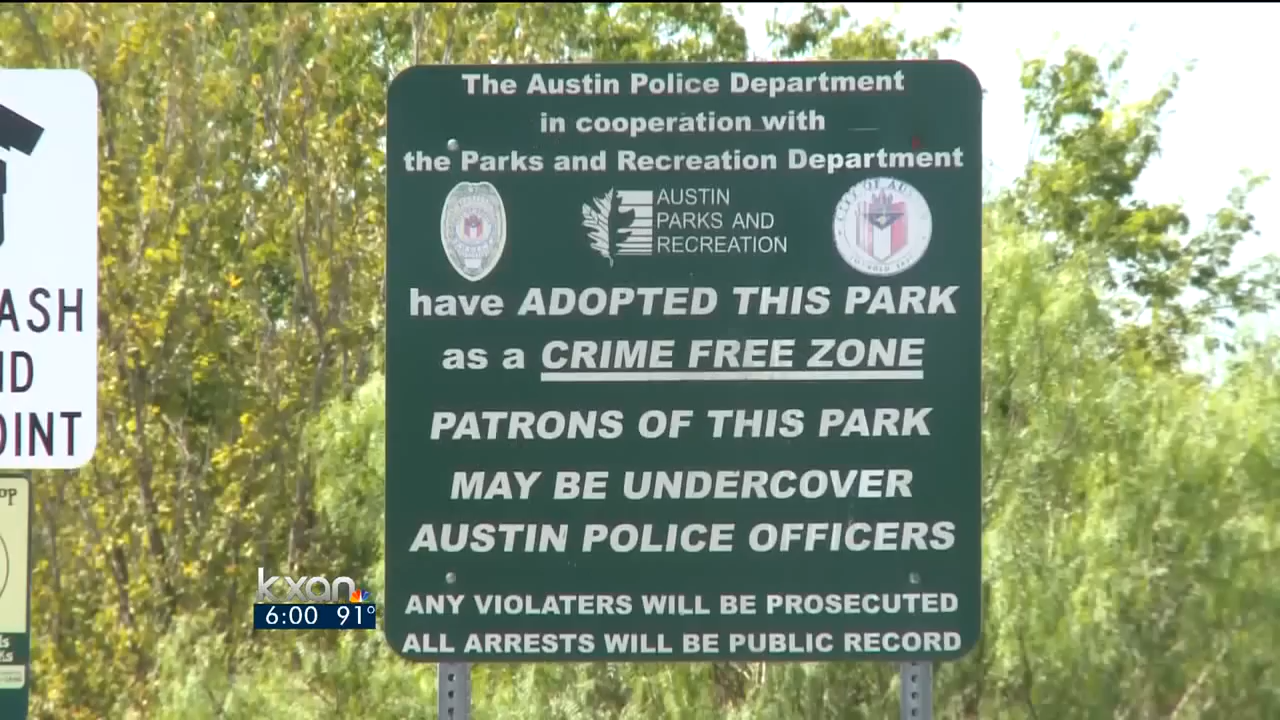 The Austin Police Department
in cooperation with
the Parks and Recreation Department
AUSTIN
PARKS AND
RECREATION
have ADOPTED THIS PARK
as a CRIME FREE ZONE
PATRONS OF THIS PARK
MAY BE UNDERCOVER
AUSTIN POLICE OFFICERS
ANY VIOLATERS WILL BE PROSECUTED
ALL ARRESTS WILL BE PUBLIC RECORD
ASH
ND
OINT
op
kxan
6:00 91°